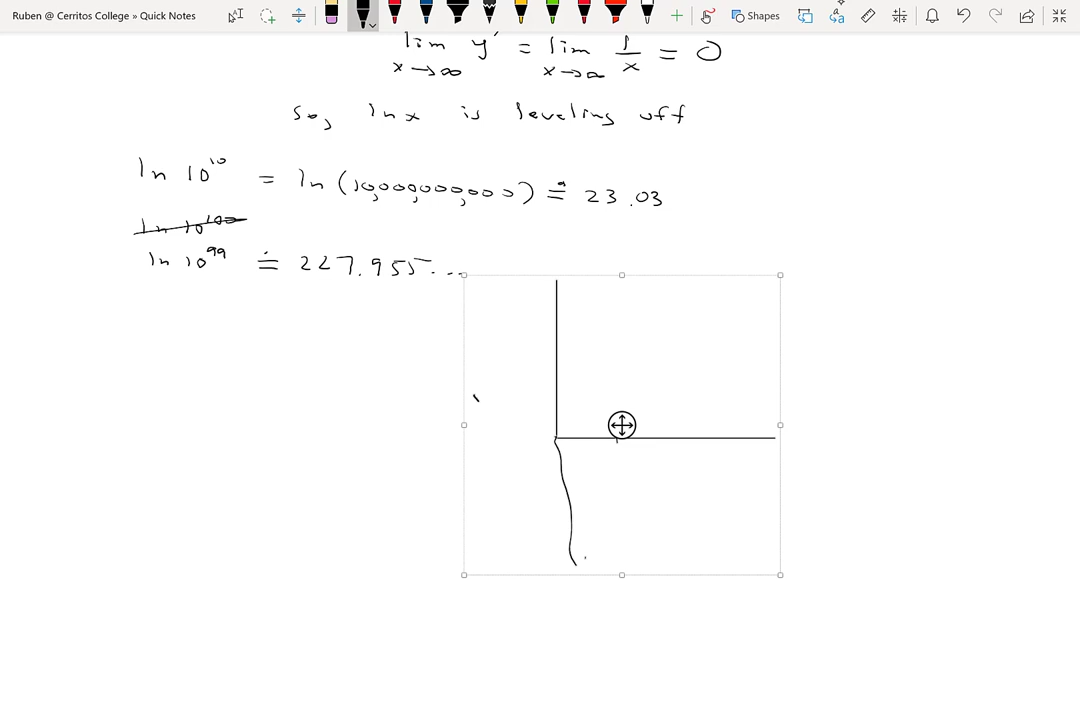 Ruben @ Cerritos College » Quick Notes
Shapes
lim x→∞ y' = lim x→∞ 1/x = 0
So, ln x is leveling off
ln 10^10 = ln (10,000,000,000) ≐ 23.03
ln 10^100
ln 10^99 ≐ 227.955...